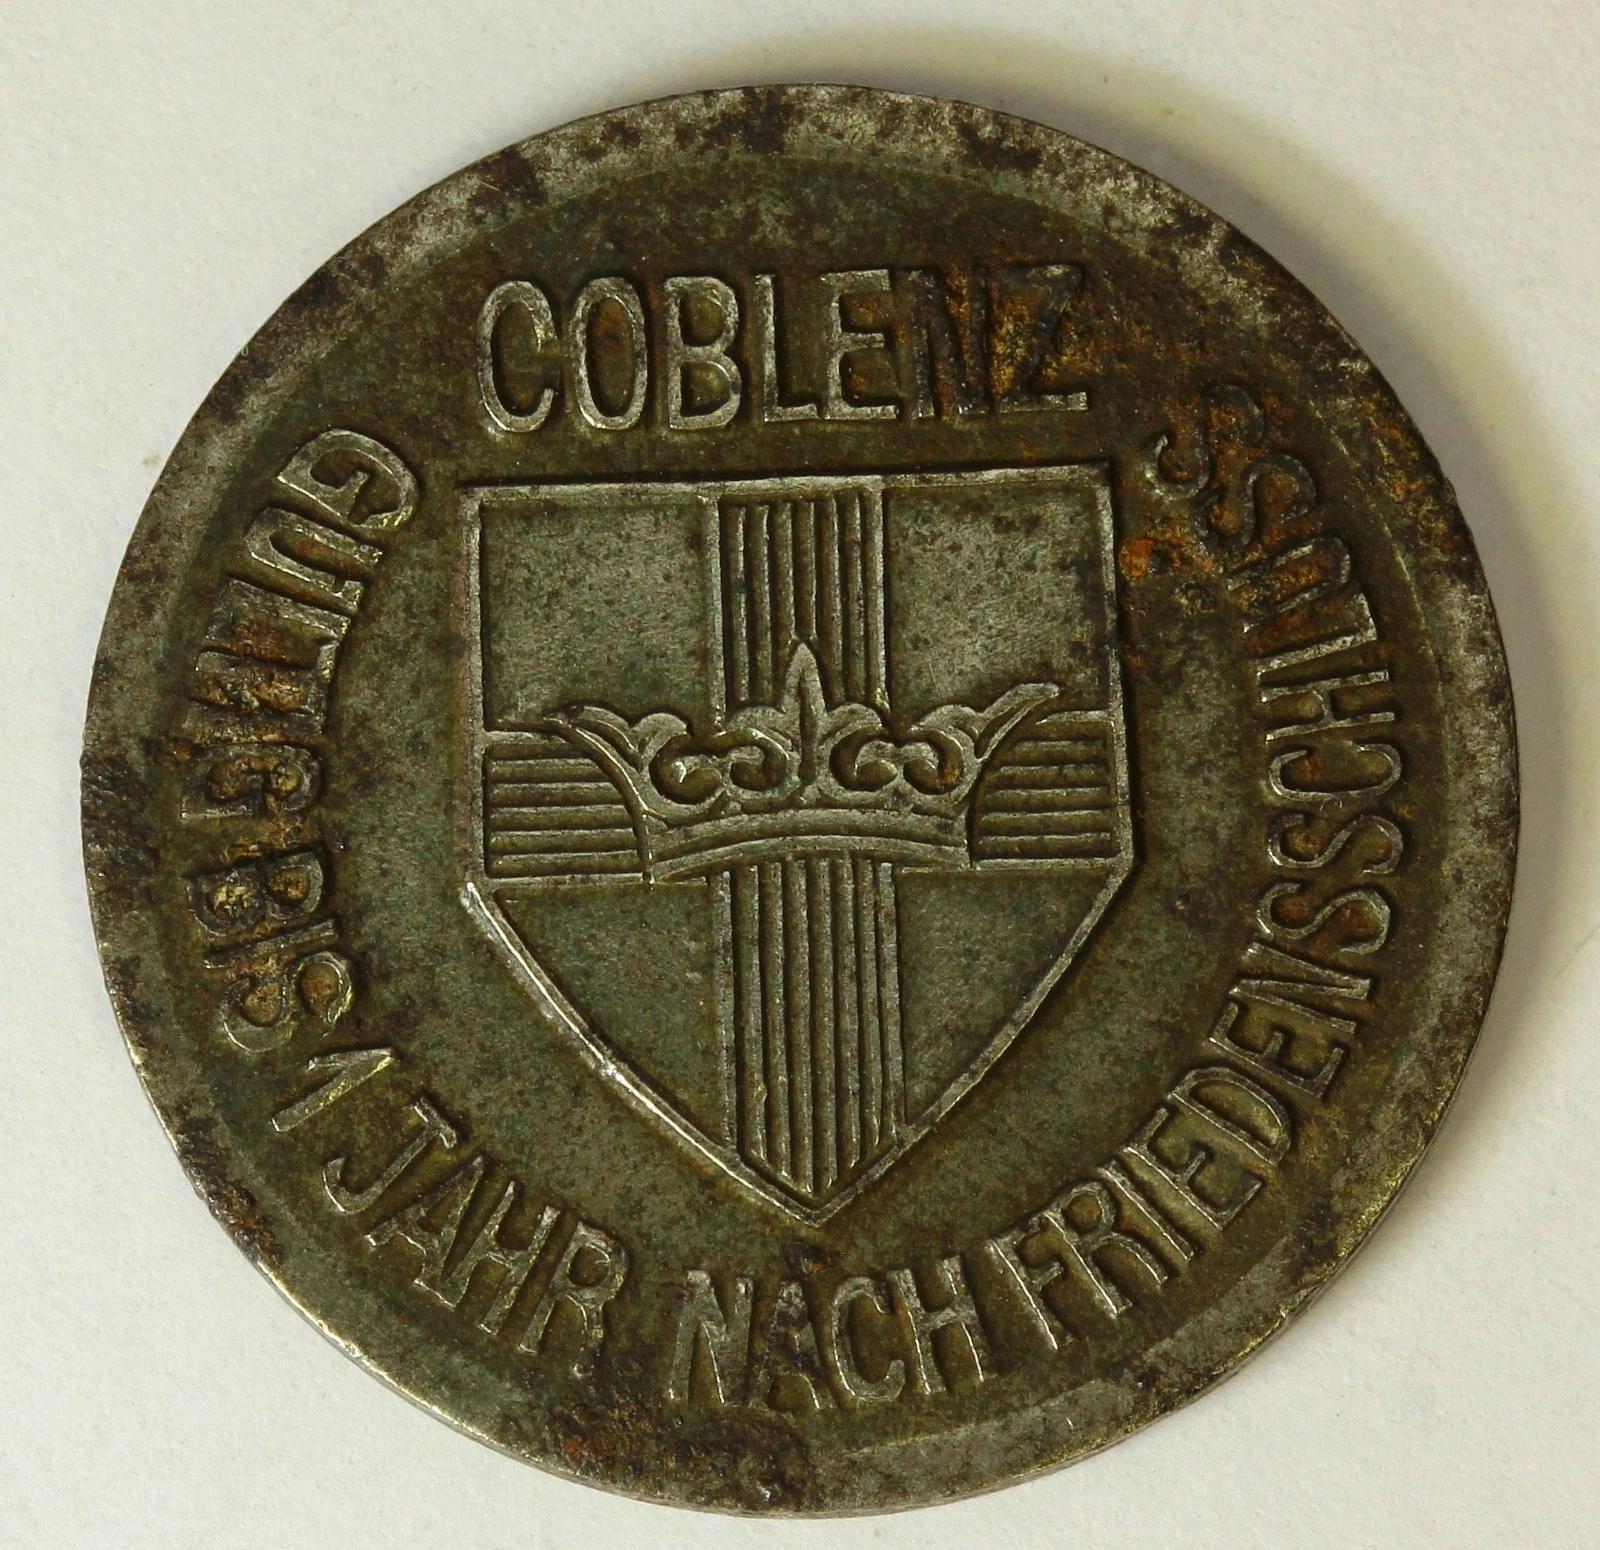 COBLENZ
GÜLTIG BIS 1 JAHR NACH FRIEDENSSCHLUSS.